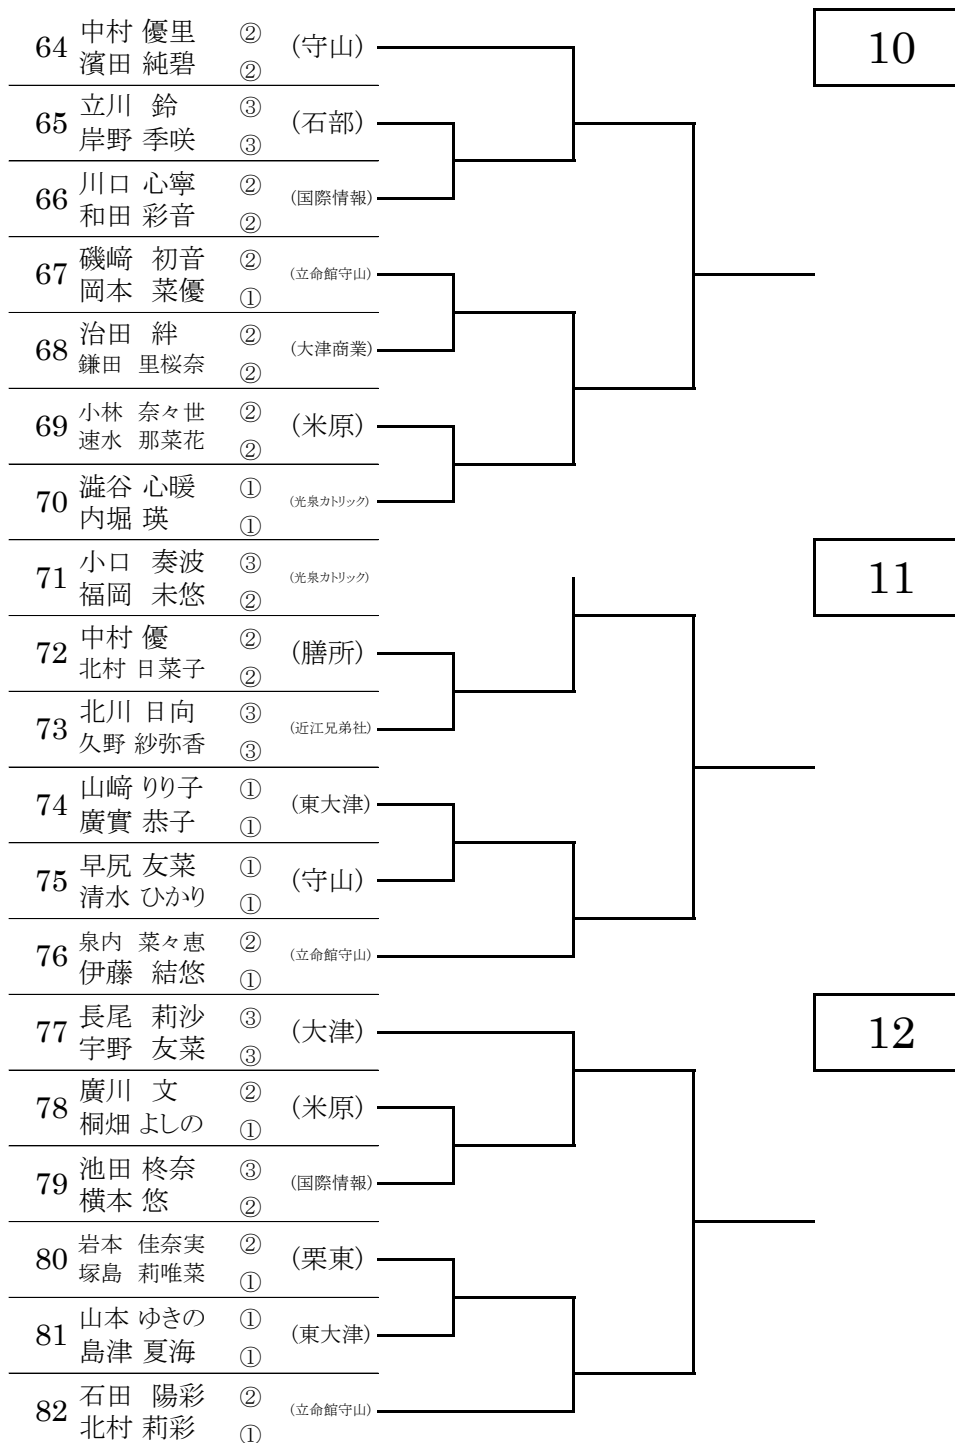 10
64 中村 優里 ② (守山)
濱田 純碧 ②
65 立川 鈴 ③ (石部)
岸野 季咲 ③
66 川口 心寧 ② (国際情報)
和田 彩音 ②
67 磯﨑 初音 ② (立命館守山)
岡本 菜優 ①
68 治田 絆 ② (大津商業)
鎌田 里桜奈 ②
69 小林 奈々世 ② (米原)
速水 那菜花 ②
70 澁谷 心暖 ① (光泉カトリック)
内堀 瑛 ①
11
71 小口 奏波 ③ (光泉カトリック)
福岡 未悠 ②
72 中村 優 ② (膳所)
北村 日菜子 ②
73 北川 日向 ③ (近江兄弟社)
久野 紗弥香 ③
74 山﨑 りり子 ① (東大津)
廣實 恭子 ①
75 早尻 友菜 ① (守山)
清水 ひかり ①
76 泉内 菜々恵 ② (立命館守山)
伊藤 結悠 ①
12
77 長尾 莉沙 ③ (大津)
宇野 友菜 ③
78 廣川 文 ② (米原)
桐畑 よしの ①
79 池田 柊奈 ③ (国際情報)
横本 悠 ②
80 岩本 佳奈実 ② (栗東)
塚島 莉唯菜 ①
81 山本 ゆきの ① (東大津)
島津 夏海 ①
82 石田 陽彩 ② (立命館守山)
北村 莉彩 ①